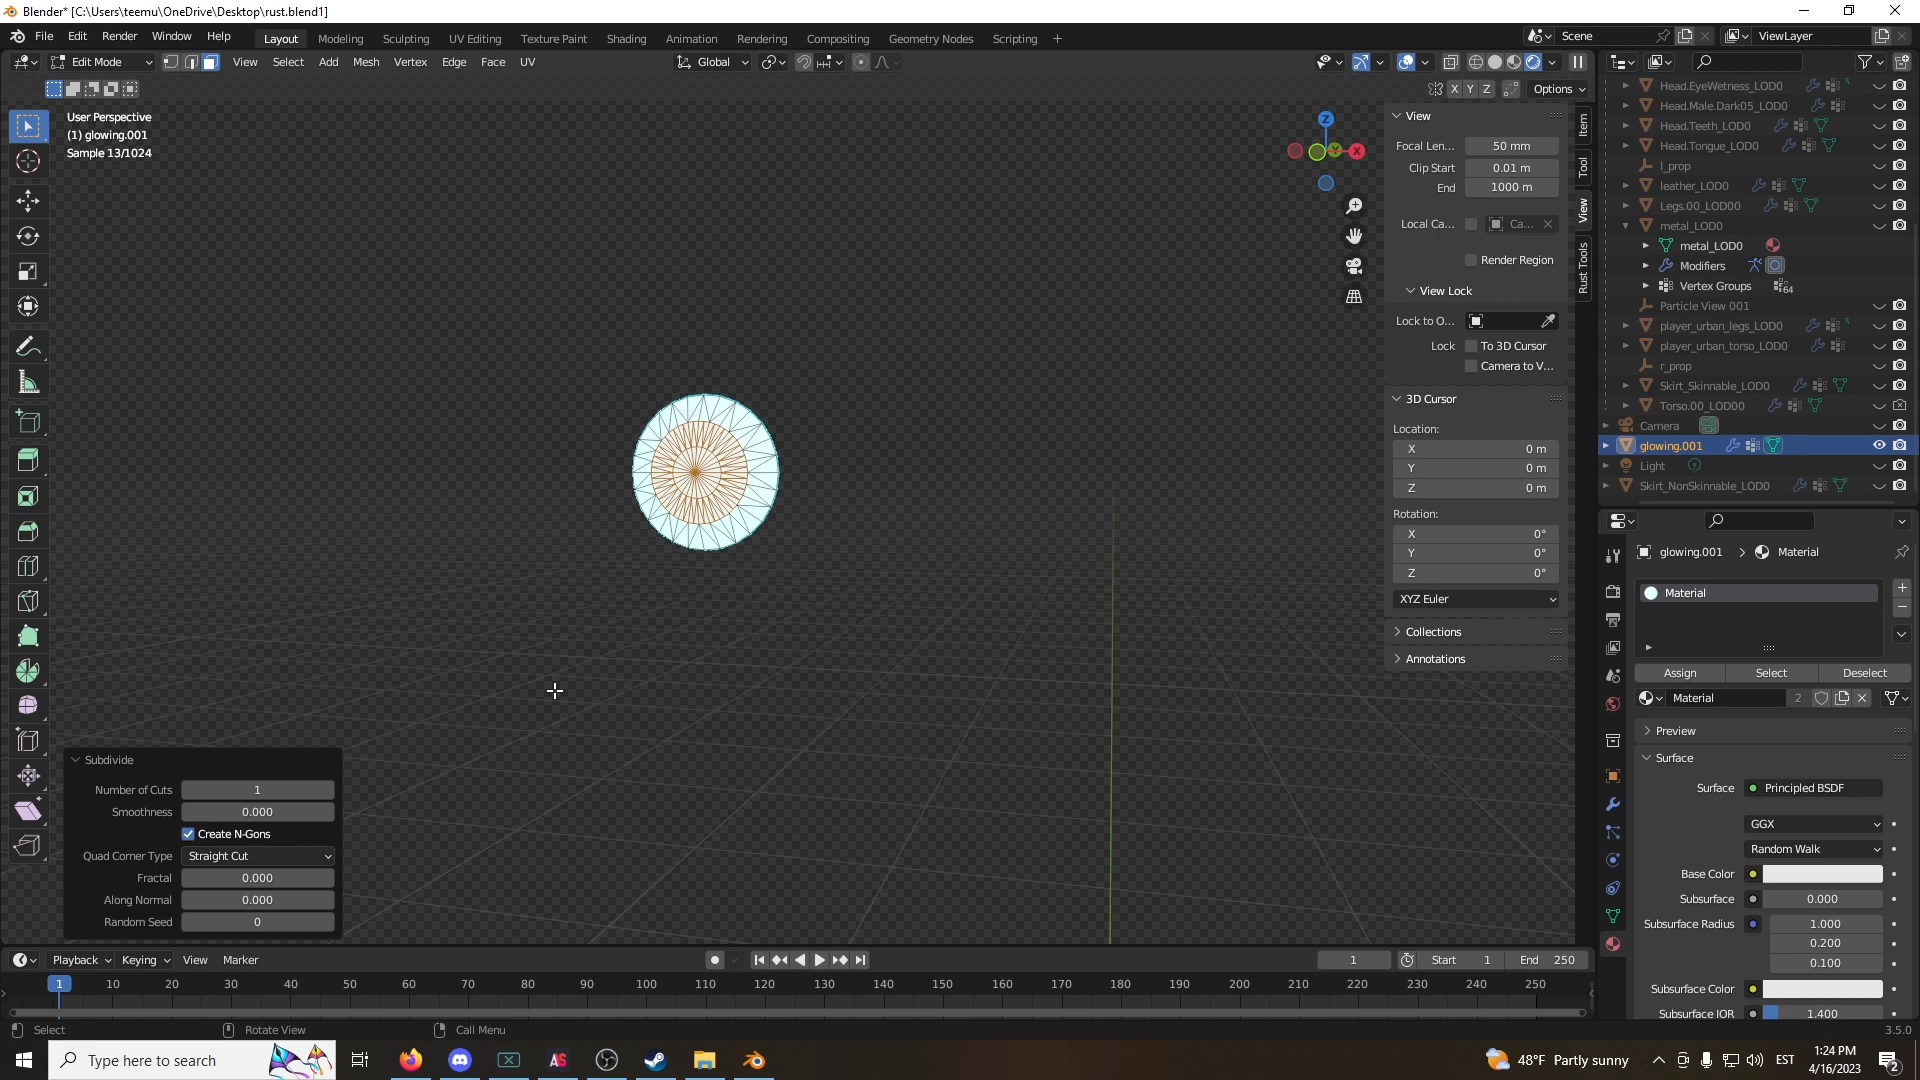 Blender* [C:\Users\teemu\OneDrive\Desktop\rust.blend1]
File Edit Render Window Help Layout Modeling Sculpting UV Editing Texture Paint Shading Animation Rendering Compositing Geometry Nodes Scripting + Scene ViewLayer
Edit Mode View Select Add Mesh Vertex Edge Face UV Global
X Y Z Options
User Perspective
(1) glowing.001
Sample 13/1024
Z
X
View
Focal Len... 50 mm
Clip Start 0.01 m
End 1000 m
Local Ca... Ca...
Render Region
View Lock
Lock to O...
Lock To 3D Cursor
Camera to V...
3D Cursor
Location:
X 0 m
Y 0 m
Z 0 m
Rotation:
X 0°
Y 0°
Z 0°
XYZ Euler
Collections
Annotations
Item
Tool
View
Rust Tools
Head.EyeWetness_LOD0
Head.Male.Dark05_LOD0
Head.Teeth_LOD0
Head.Tongue_LOD0
l_prop
leather_LOD0
Legs.00_LOD00
metal_LOD0
metal_LOD0
Modifiers
Vertex Groups 64
Particle View 001
player_urban_legs_LOD0
player_urban_torso_LOD0
r_prop
Skirt_Skinnable_LOD0
Torso.00_LOD00
Camera
glowing.001
Light
Skirt_NonSkinnable_LOD0
glowing.001 > Material
Material
Assign Select Deselect
Material 2
Preview
Surface
Surface Principled BSDF
GGX
Random Walk
Base Color
Subsurface 0.000
Subsurface Radius 1.000
0.200
0.100
Subsurface Color
Subsurface IOR 1.400
Subdivide
Number of Cuts 1
Smoothness 0.000
Create N-Gons
Quad Corner Type Straight Cut
Fractal 0.000
Along Normal 0.000
Random Seed 0
Playback Keying View Marker 1 Start 1 End 250
1 10 20 30 40 50 60 70 80 90 100 110 120 130 140 150 160 170 180 190 200 210 220 230 240 250
Select Rotate View Call Menu 3.5.0
Type here to search AS 48°F Partly sunny EST 1:24 PM
4/16/2023 2